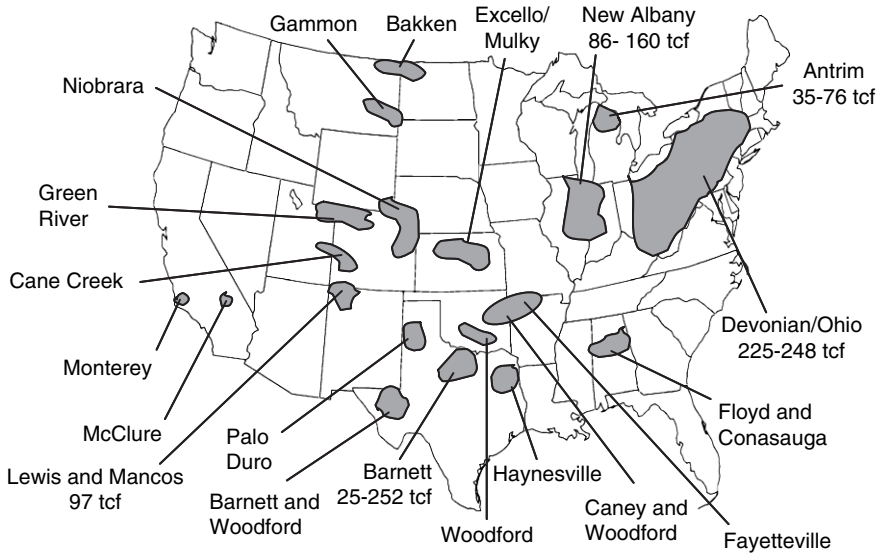 Gammon
Bakken
Excello/
Mulky
New Albany
86- 160 tcf
Antrim
35-76 tcf
Niobrara
Green
River
Cane Creek
Monterey
McClure
Lewis and Mancos
97 tcf
Palo
Duro
Barnett and
Woodford
Barnett
25-252 tcf
Woodford
Haynesville
Caney and
Woodford
Fayetteville
Floyd and
Conasauga
Devonian/Ohio
225-248 tcf